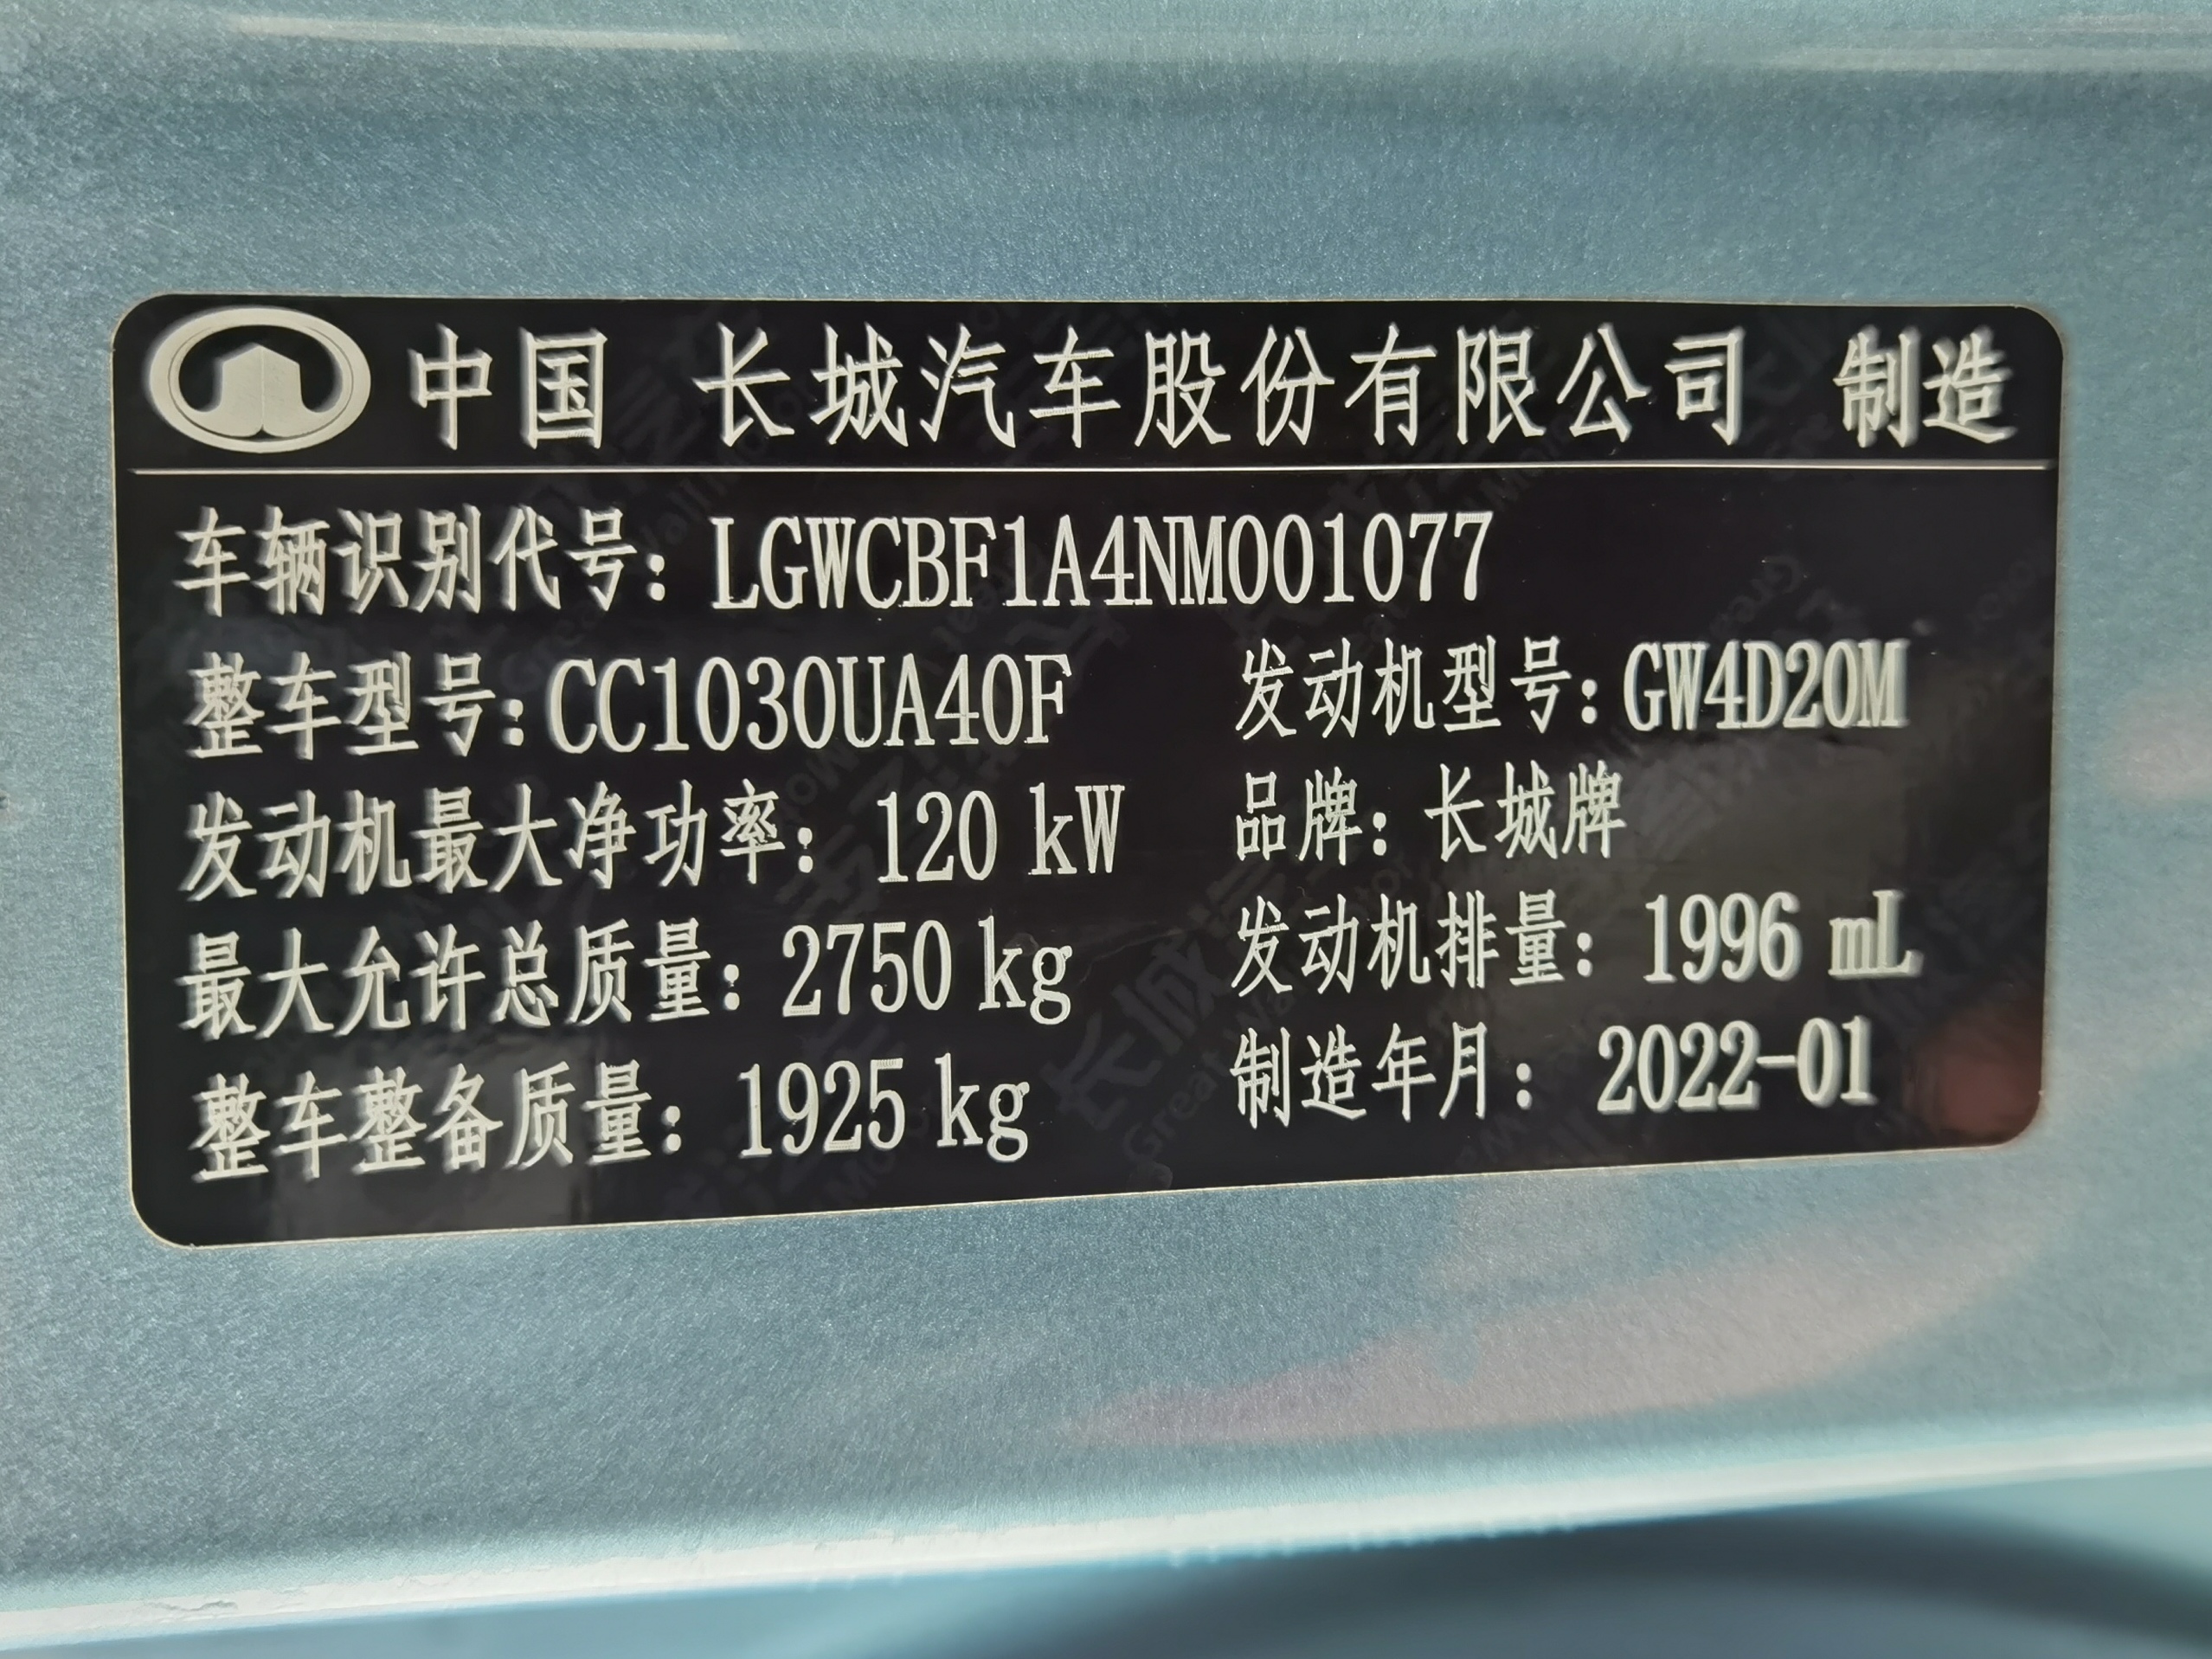 中国 长城汽车股份有限公司 制造
车辆识别代号：LGWCBF1A4NM001077
整车型号：CC1030UA40F 发动机型号：GW4D20M
发动机最大净功率：120 kW 品牌：长城牌
最大允许总质量：2750 kg 发动机排量：1996 mL
整车整备质量：1925 kg 制造年月：2022-01